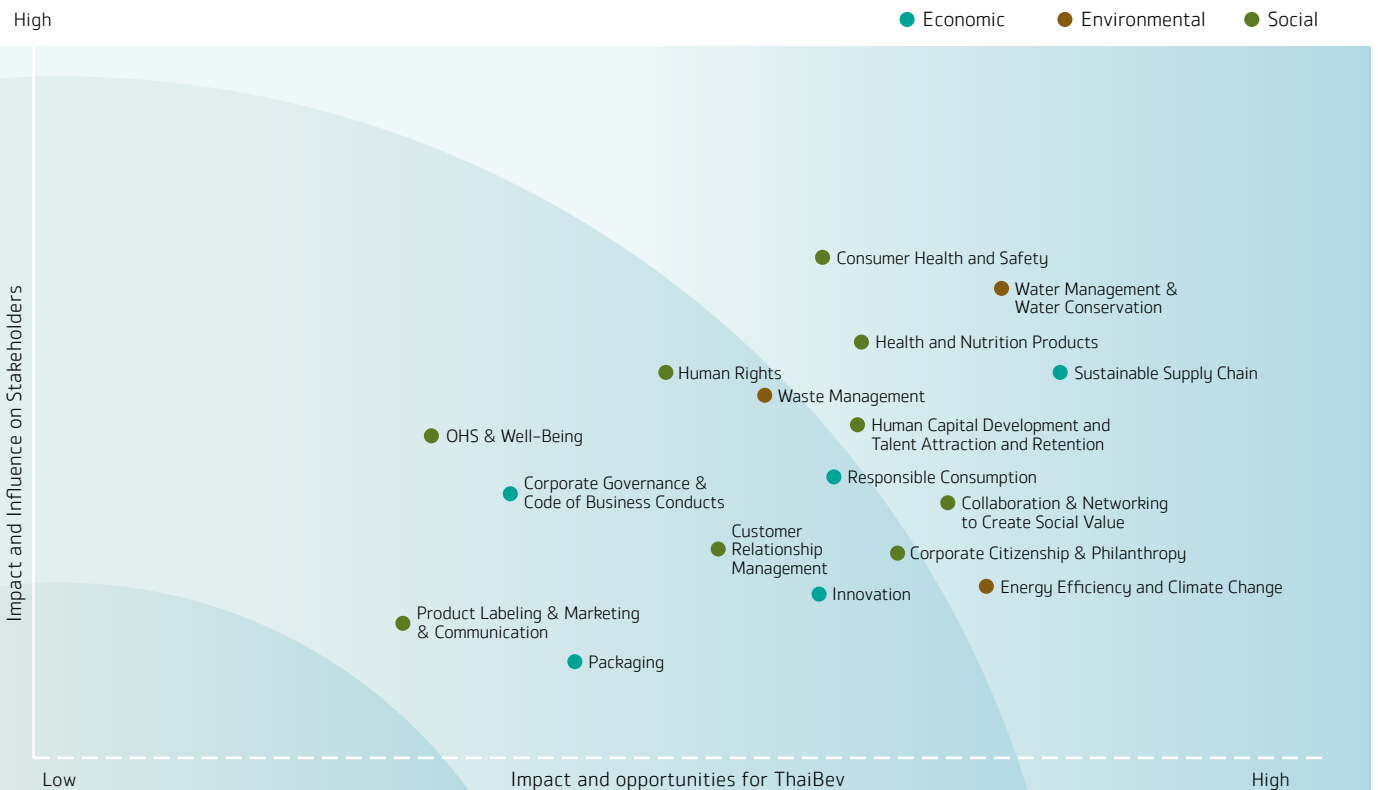 High
Economic
Environmental
Social
Impact and Influence on Stakeholders
Consumer Health and Safety
Water Management &
Water Conservation
Health and Nutrition Products
Human Rights
Sustainable Supply Chain
Waste Management
OHS & Well-Being
Human Capital Development and
Talent Attraction and Retention
Responsible Consumption
Corporate Governance &
Code of Business Conducts
Collaboration & Networking
to Create Social Value
Customer
Relationship
Management
Corporate Citizenship & Philanthropy
Innovation
Energy Efficiency and Climate Change
Product Labeling & Marketing
& Communication
Packaging
Low
Impact and opportunities for ThaiBev
High